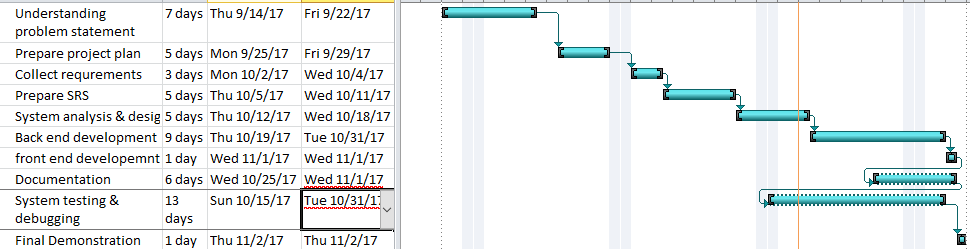 Understanding 7 days Thu 9/14/17 Fri 9/22/17
problem statement
Prepare project plan 5 days Mon 9/25/17 Fri 9/29/17
Collect requrements 3 days Mon 10/2/17 Wed 10/4/17
Prepare SRS 5 days Thu 10/5/17 Wed 10/11/17
System analysis & desig 5 days Thu 10/12/17 Wed 10/18/17
Back end development 9 days Thu 10/19/17 Tue 10/31/17
front end developemnt 1 day Wed 11/1/17 Wed 11/1/17
Documentation 6 days Wed 10/25/17 Wed 11/1/17
System testing & 13 Sun 10/15/17 Tue 10/31/17
debugging days
Final Demonstration 1 day Thu 11/2/17 Thu 11/2/17